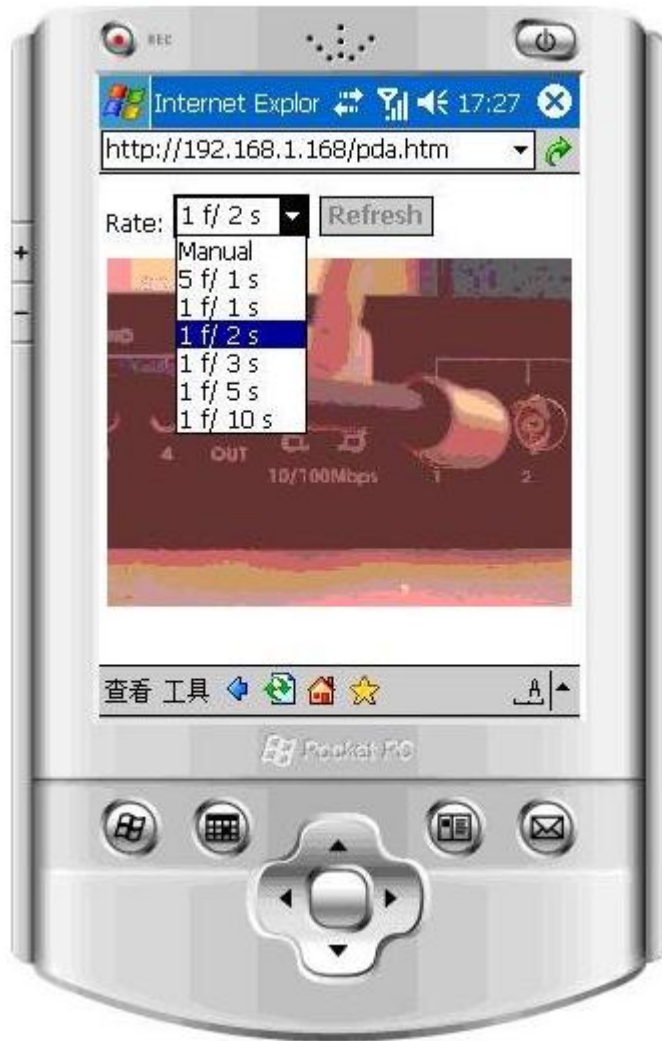 REC
Internet Explor 17:27
http://192.168.1.168/pda.htm
Rate: 1 f/ 2 s Refresh
Manual
5 f/ 1 s
1 f/ 1 s
1 f/ 2 s
1 f/ 3 s
1 f/ 5 s
1 f/ 10 s
4 OUT
10/100Mbps 1 2
查看 工具 A
Pocket PC